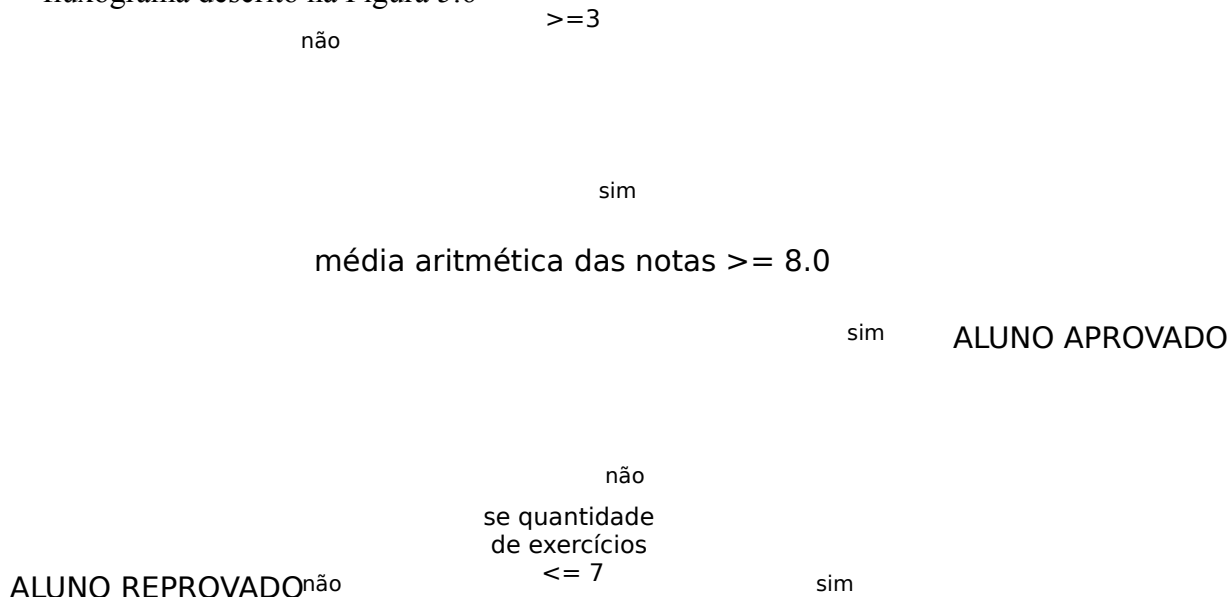 fluxograma descrito na Figura 3.6
>=3
não
sim
média aritmética das notas >= 8.0
sim
ALUNO APROVADO
não
se quantidade
de exercícios
<= 7
ALUNO REPROVADO
não
sim